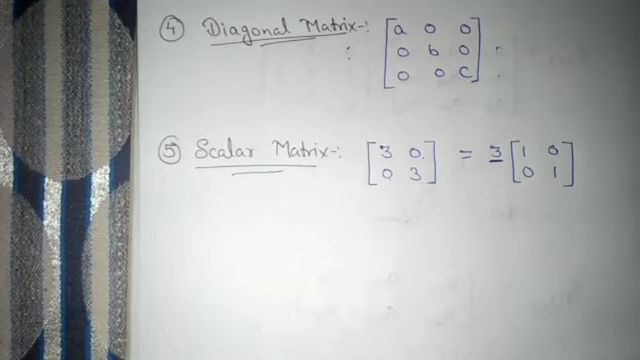 ④ Diagonal Matrix-: [a 0 0
0 b 0
0 0 c]
⑤ Scalar Matrix-: [3 0
0 3] = 3 [1 0
0 1]